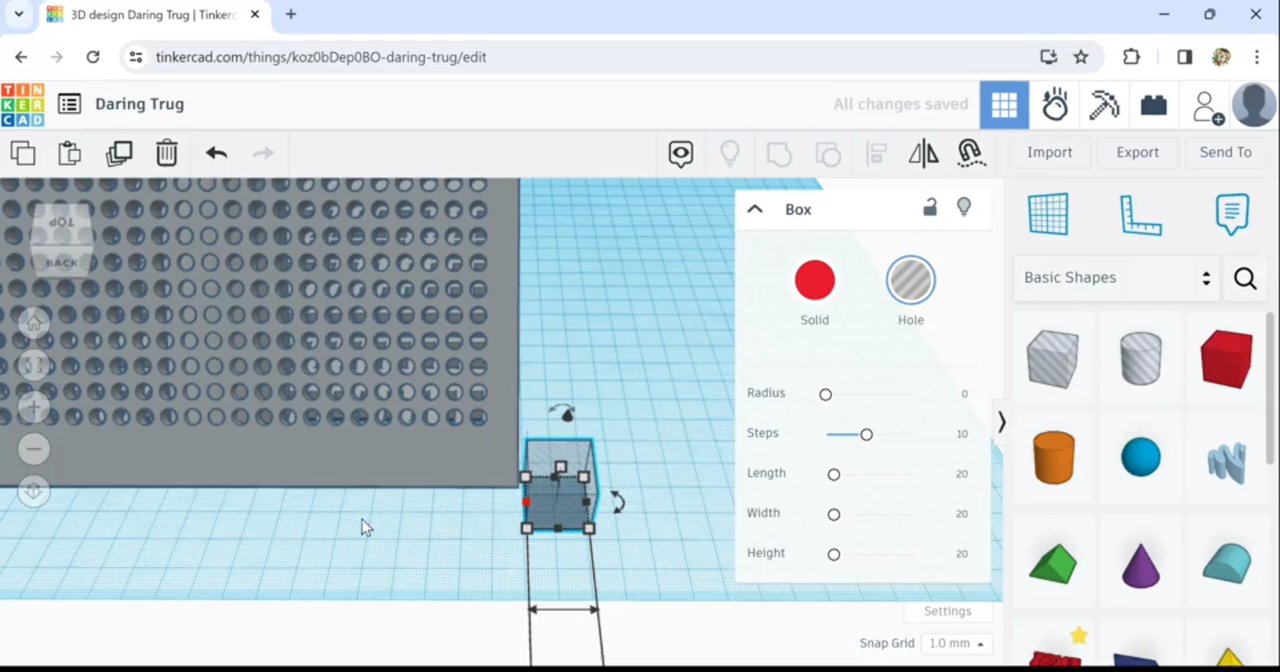 3D design Daring Trug | Tinkerc
tinkercad.com/things/koz0bDep0BO-daring-trug/edit
TIN
KER
CAD
Daring Trug
All changes saved
Import
Export
Send To
TOP
BACK
Box
Solid
Hole
Radius 0
Steps 10
Length 20
Width 20
Height 20
Basic Shapes
Settings
Snap Grid 1.0 mm